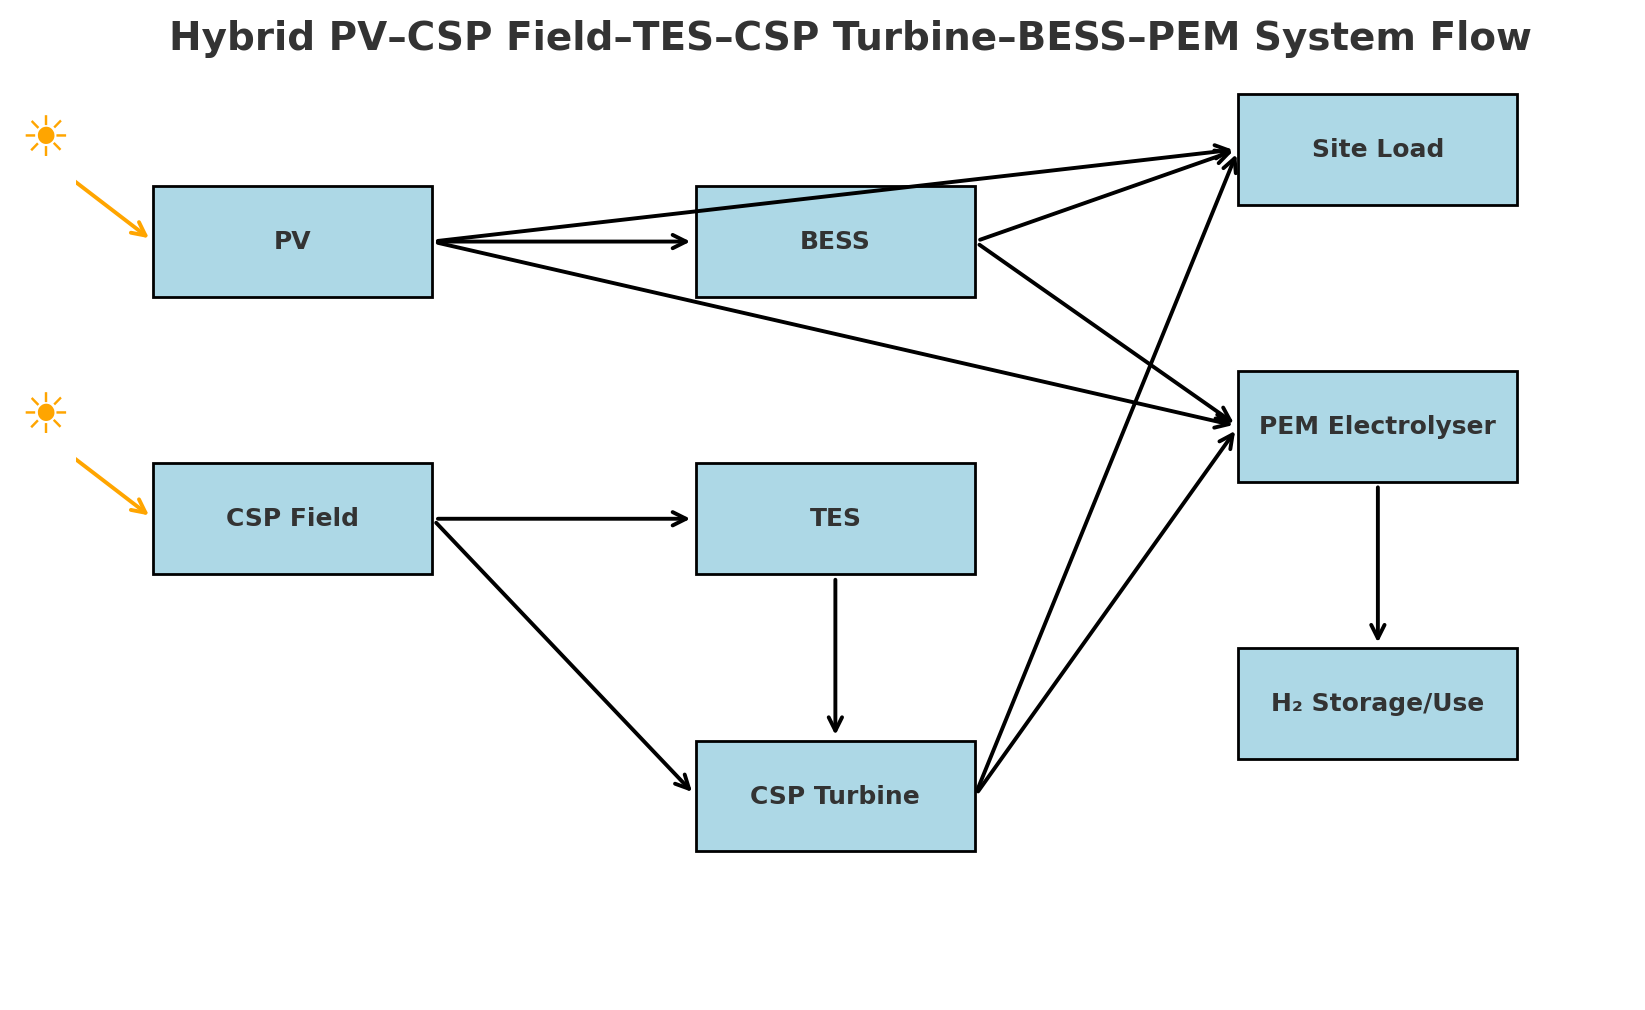 Hybrid PV–CSP Field–TES–CSP Turbine–BESS–PEM System Flow
Site Load
PV
BESS
PEM Electrolyser
CSP Field
TES
H₂ Storage/Use
CSP Turbine